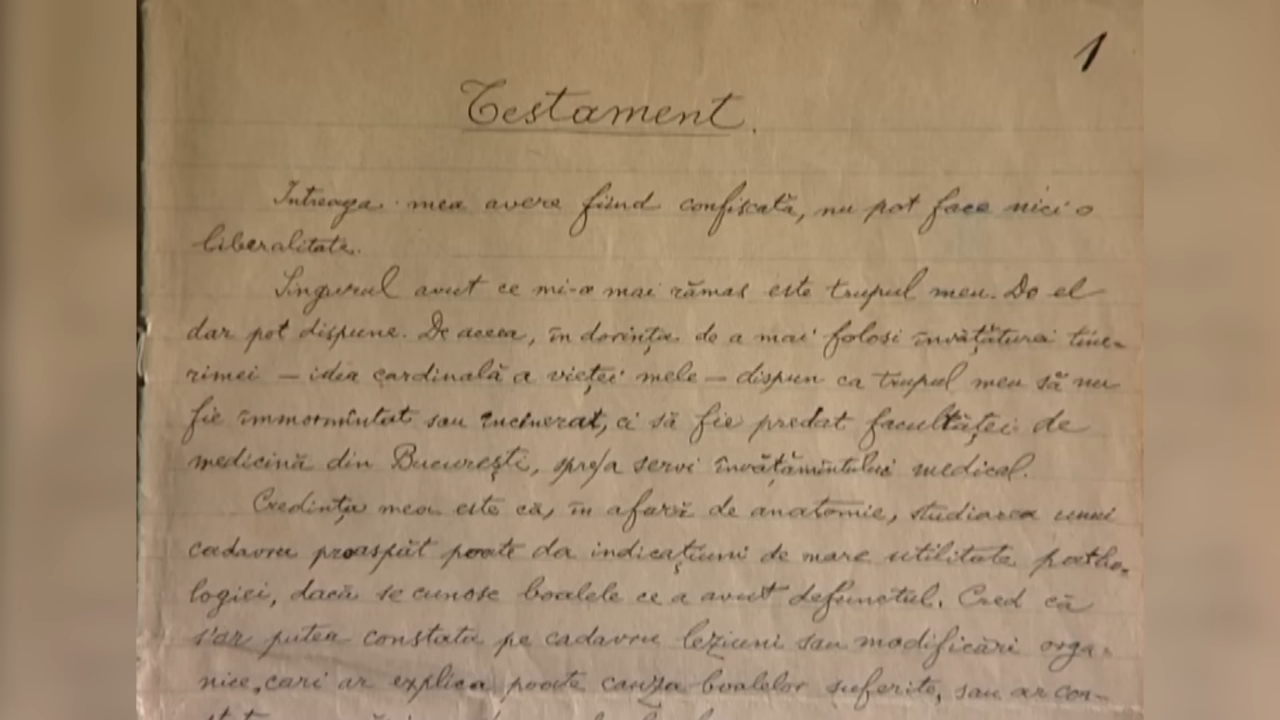 1
Testament.
Intreaga mea avere fiind confiscată, nu pot face nici o
liberalitate.
Singurul avut ce mi-a mai rămas este trupul meu. De el
dar pot dispune. De aceea, în dorința de a mai folosi învățăturei tine-
rimei – idea cardinală a vieței mele – dispun ca trupul meu să nu
fie immormîntat sau incinerat, ci să fie predat facultăței de
medicină din București, spre a servi învățămîntului medical.
Credința mea este că, în afară de anatomie, studiarea unui
cadavru proaspăt poate da indicațiuni de mare utilitate patho-
logiei, dacă se cunosc boalele ce a avut defunctul. Cred că
s'ar putea constata pe cadavru leziuni sau modificări orga-
nice, cari ar explica poate cauza boalelor suferite, sau ar con-